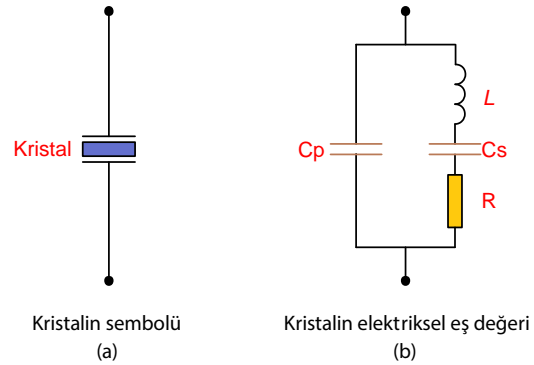 Kristal
Cp
L
Cs
R
Kristalin sembolü
(a)
Kristalin elektriksel eş değeri
(b)